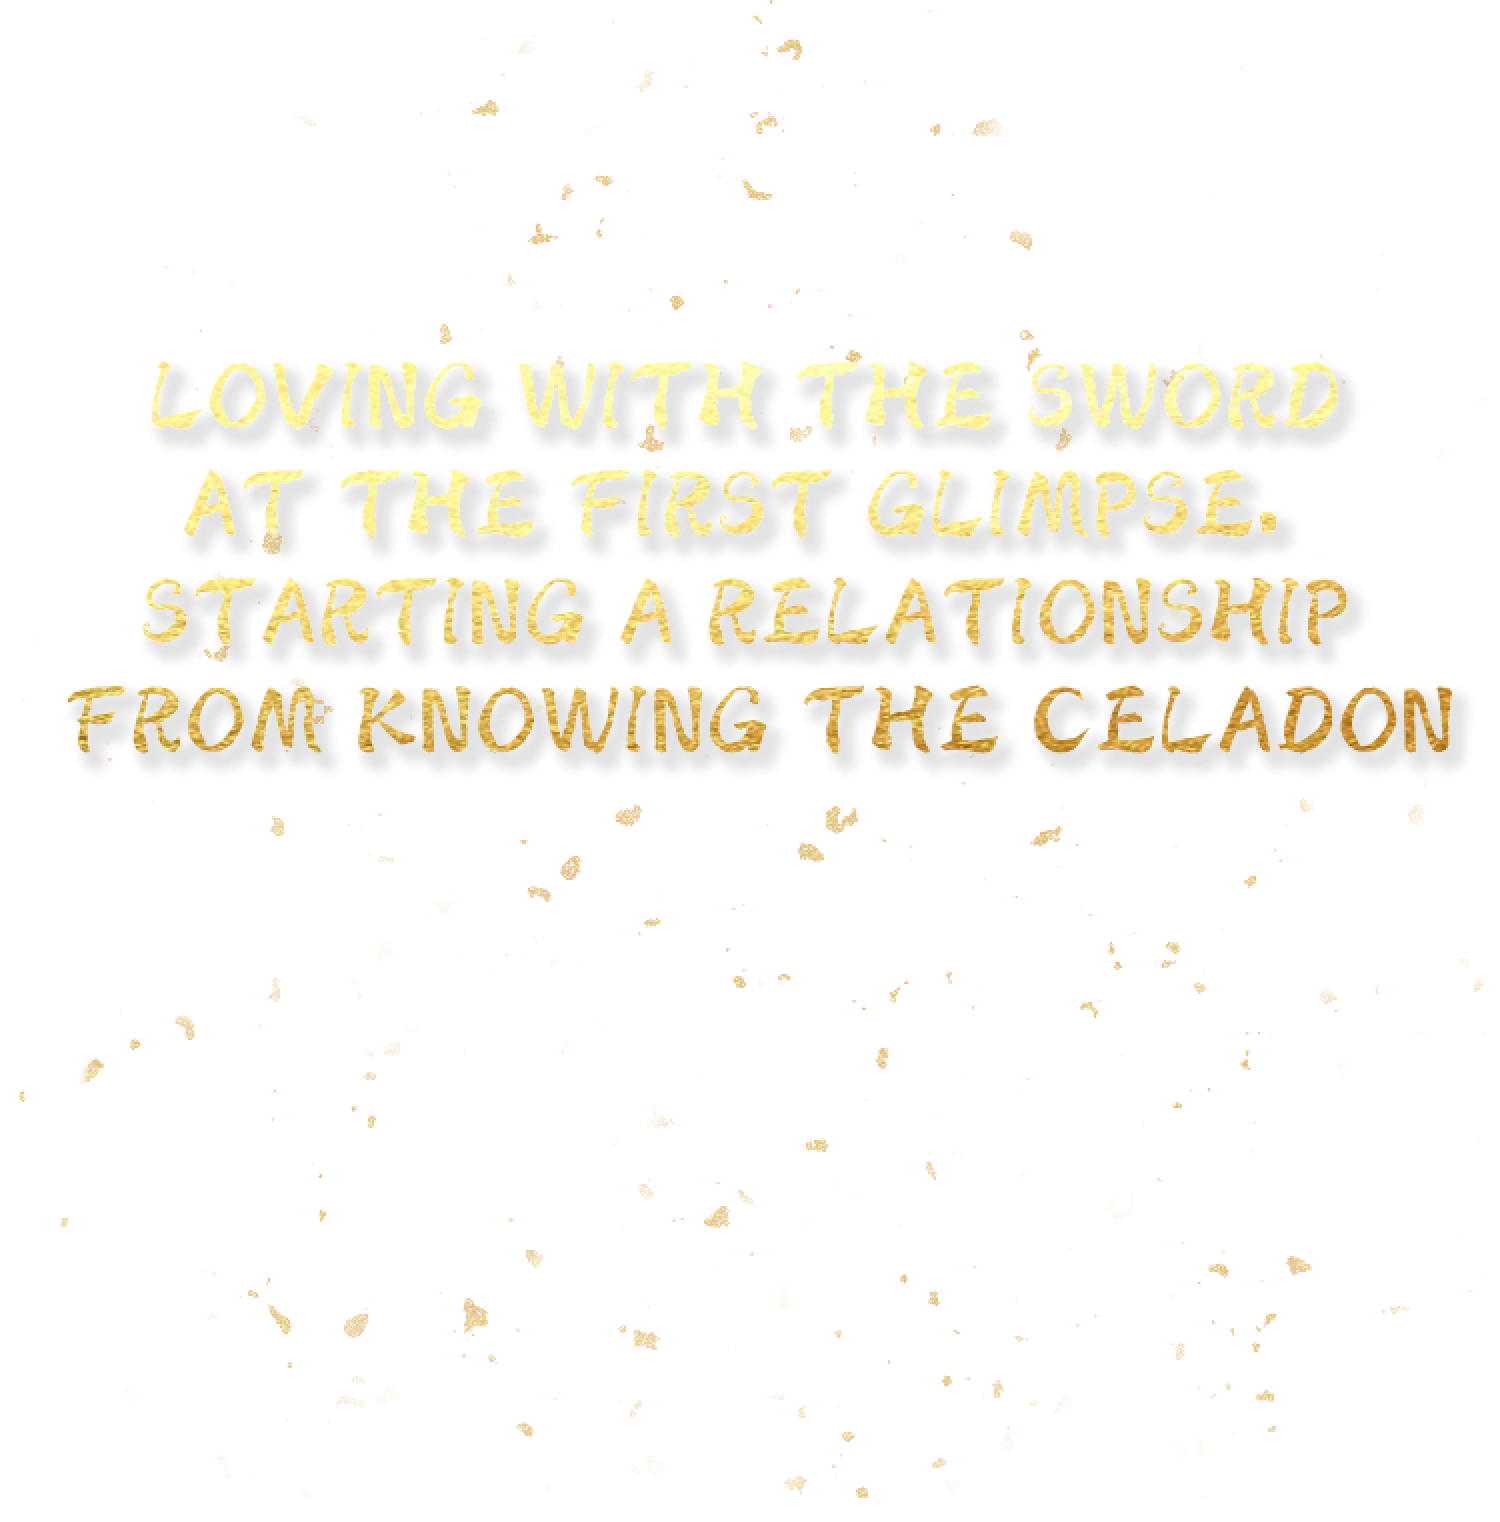 LOVING WITH THE SWORD
AT THE FIRST GLIMPSE.
STARTING A RELATIONSHIP
FROM KNOWING THE CELADON